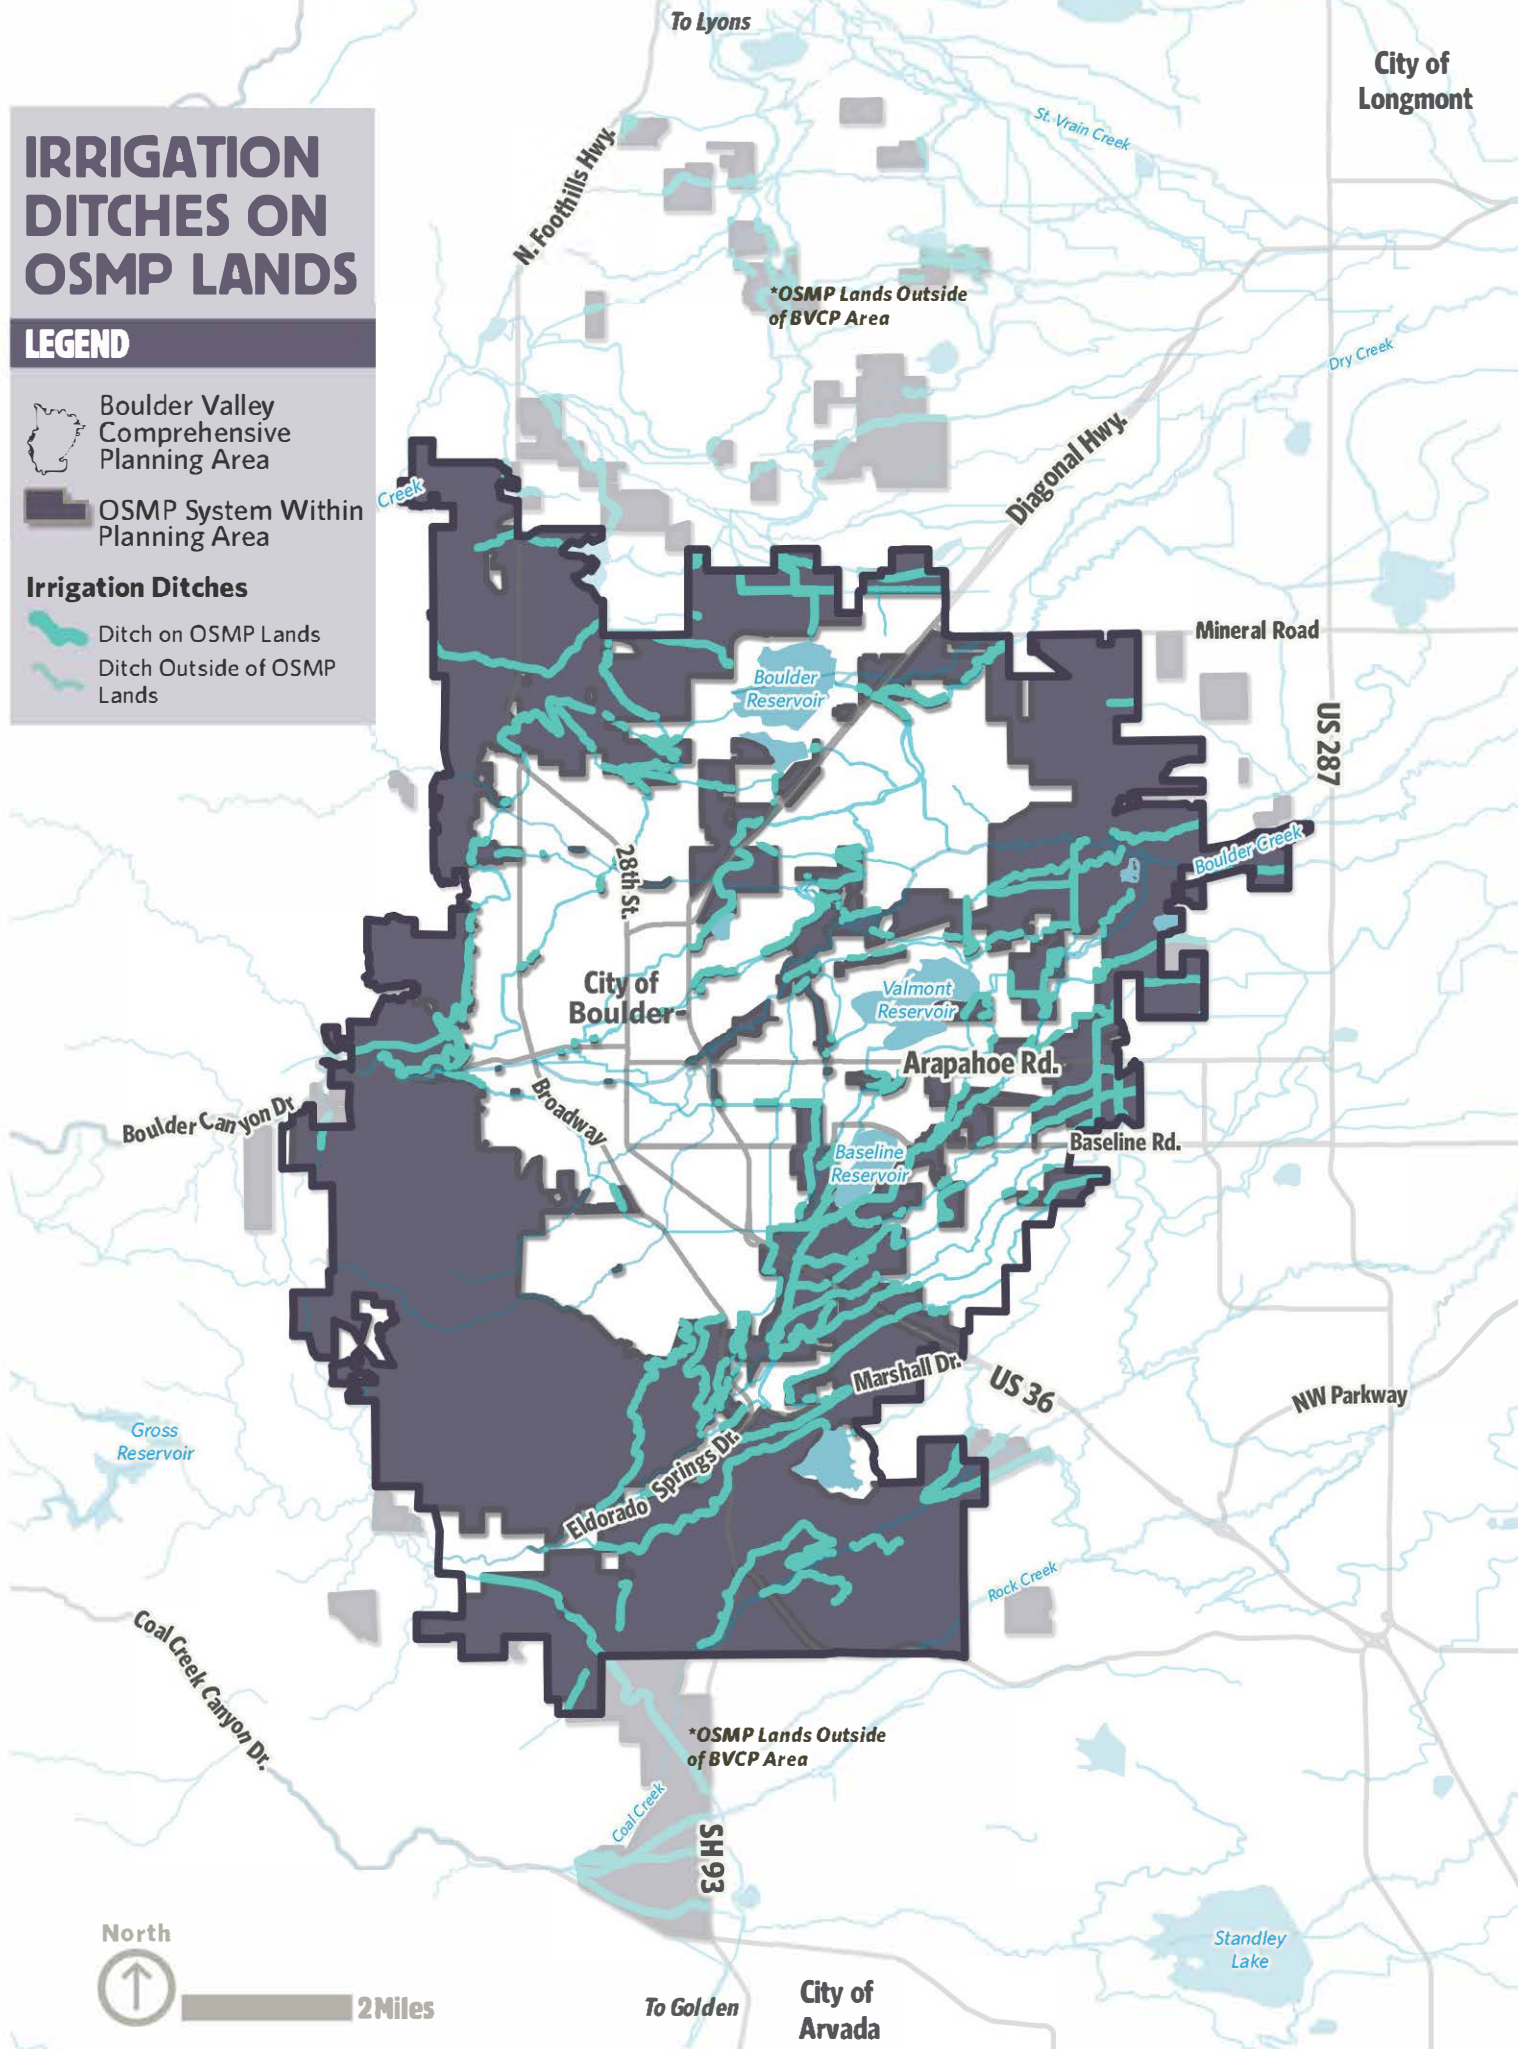 To Lyons
City of
Longmont
St. Vrain Creek
IRRIGATION
DITCHES ON
OSMP LANDS
LEGEND
Boulder Valley
Comprehensive
Planning Area
OSMP System Within
Planning Area
Irrigation Ditches
Ditch on OSMP Lands
Ditch Outside of OSMP
Lands
N. Foothills Hwy.
*OSMP Lands Outside
of BVCP Area
Dry Creek
Diagonal Hwy.
Creek
Mineral Road
Boulder
Reservoir
US 287
Boulder Creek
28th St.
City of
Boulder
Valmont
Reservoir
Arapahoe Rd.
Broadway
Boulder Canyon Dr
Baseline Rd.
Baseline
Reservoir
Marshall Dr.
US 36
NW Parkway
Gross
Reservoir
Eldorado Springs Dr.
Rock Creek
Coal Creek Canyon Dr.
*OSMP Lands Outside
of BVCP Area
Coal Creek
SH 93
North
2 Miles
Standley
Lake
To Golden
City of
Arvada